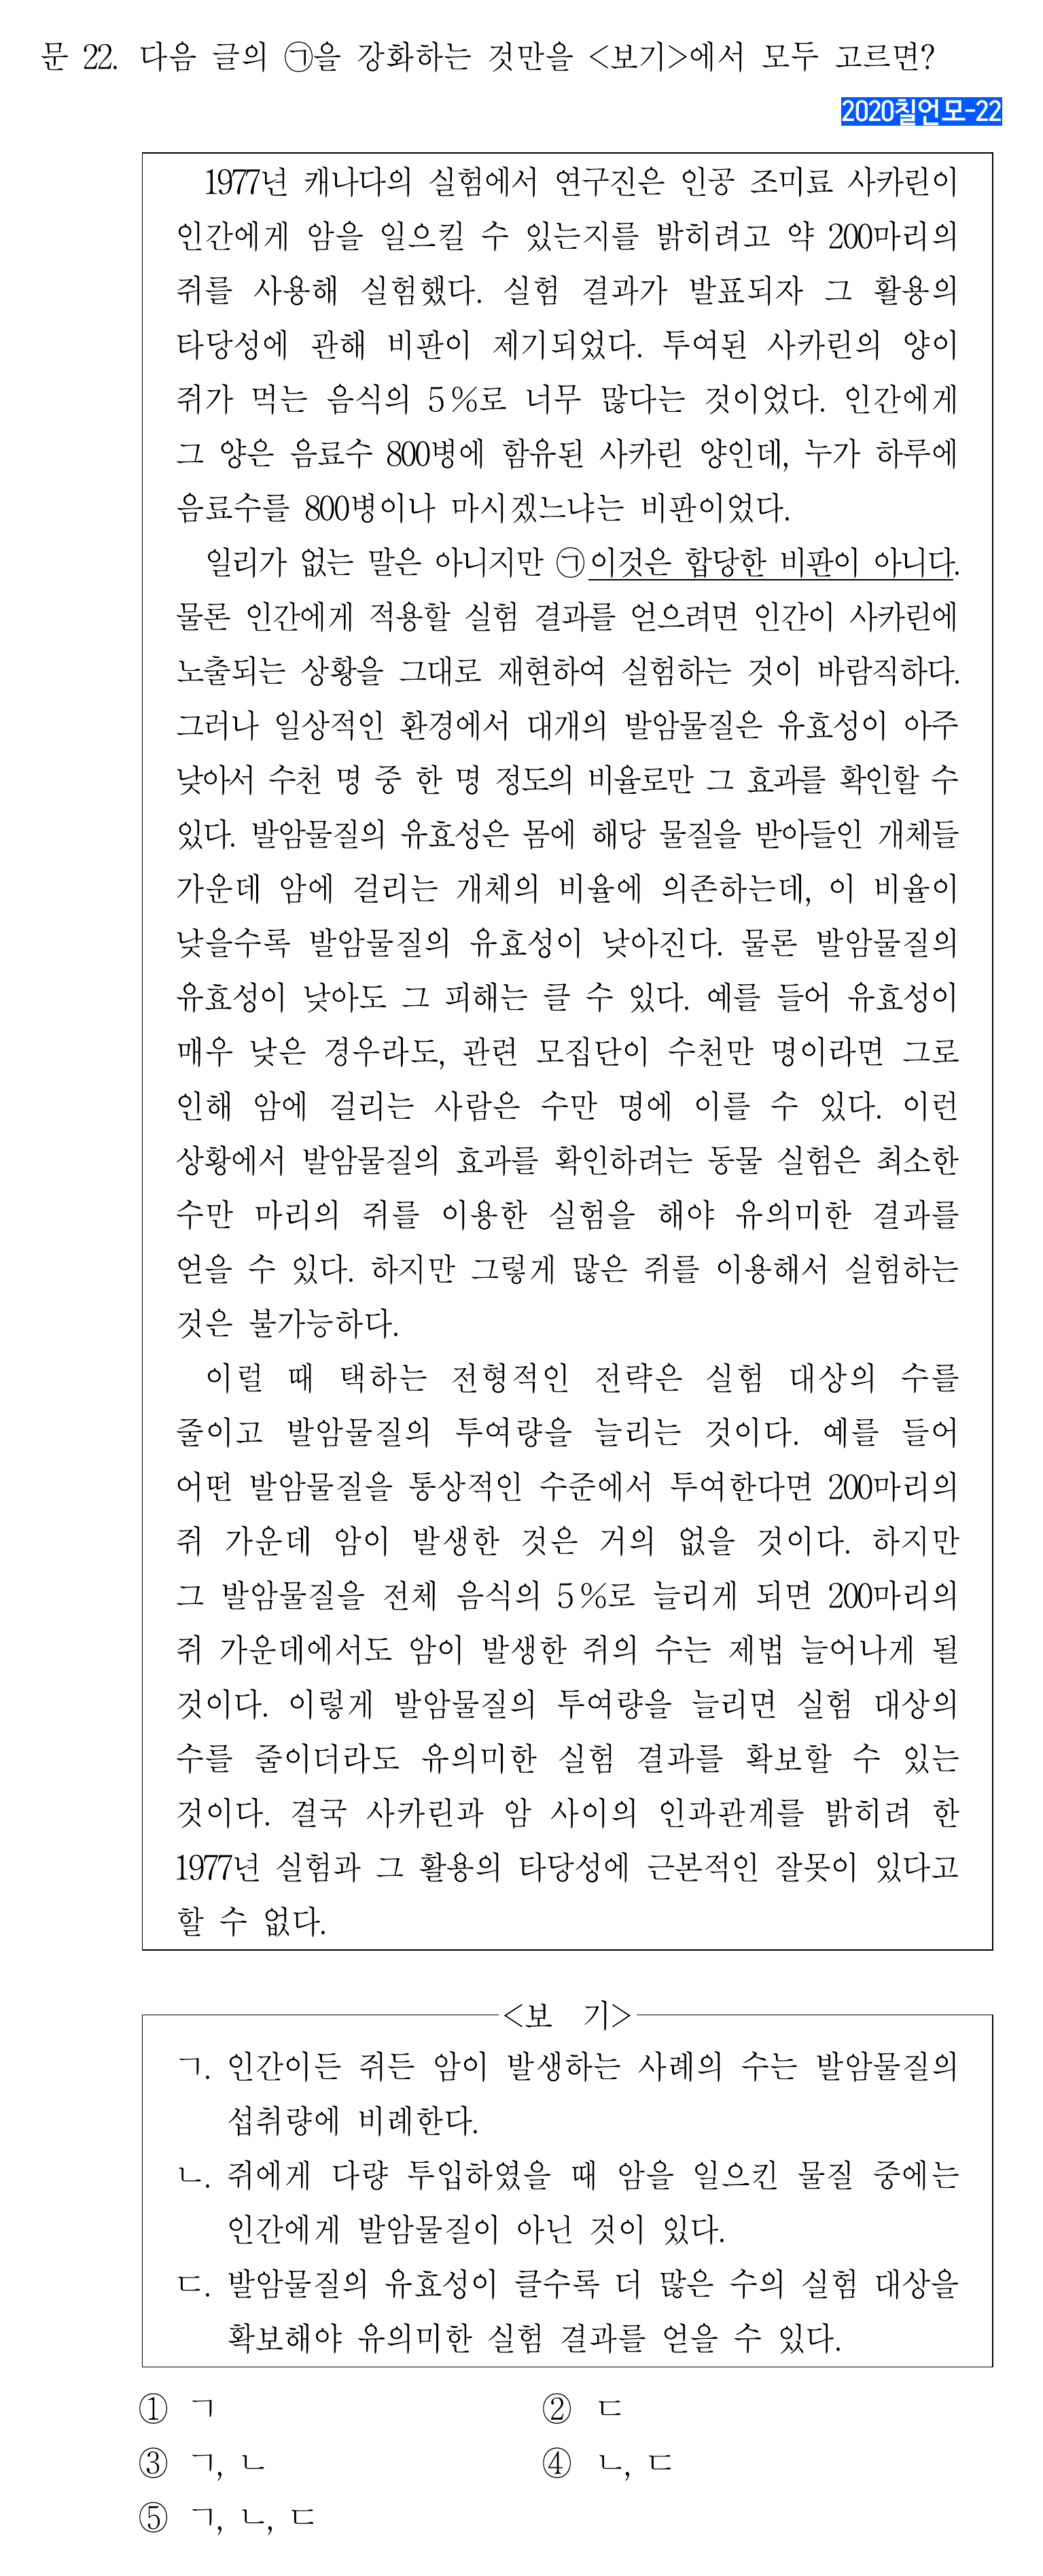 문 22. 다음 글의 ㉠을 강화하는 것만을 <보기>에서 모두 고르면?
2020칠언모-22
1977년 캐나다의 실험에서 연구진은 인공 조미료 사카린이
인간에게 암을 일으킬 수 있는지를 밝히려고 약 200마리의
쥐를 사용해 실험했다. 실험 결과가 발표되자 그 활용의
타당성에 관해 비판이 제기되었다. 투여된 사카린의 양이
쥐가 먹는 음식의 5%로 너무 많다는 것이었다. 인간에게
그 양은 음료수 800병에 함유된 사카린 양인데, 누가 하루에
음료수를 800병이나 마시겠느냐는 비판이었다.
일리가 없는 말은 아니지만 ㉠이것은 합당한 비판이 아니다.
물론 인간에게 적용할 실험 결과를 얻으려면 인간이 사카린에
노출되는 상황을 그대로 재현하여 실험하는 것이 바람직하다.
그러나 일상적인 환경에서 대개의 발암물질은 유효성이 아주
낮아서 수천 명 중 한 명 정도의 비율로만 그 효과를 확인할 수
있다. 발암물질의 유효성은 몸에 해당 물질을 받아들인 개체들
가운데 암에 걸리는 개체의 비율에 의존하는데, 이 비율이
낮을수록 발암물질의 유효성이 낮아진다. 물론 발암물질의
유효성이 낮아도 그 피해는 클 수 있다. 예를 들어 유효성이
매우 낮은 경우라도, 관련 모집단이 수천만 명이라면 그로
인해 암에 걸리는 사람은 수만 명에 이를 수 있다. 이런
상황에서 발암물질의 효과를 확인하려는 동물 실험은 최소한
수만 마리의 쥐를 이용한 실험을 해야 유의미한 결과를
얻을 수 있다. 하지만 그렇게 많은 쥐를 이용해서 실험하는
것은 불가능하다.
이럴 때 택하는 전형적인 전략은 실험 대상의 수를
줄이고 발암물질의 투여량을 늘리는 것이다. 예를 들어
어떤 발암물질을 통상적인 수준에서 투여한다면 200마리의
쥐 가운데 암이 발생한 것은 거의 없을 것이다. 하지만
그 발암물질을 전체 음식의 5%로 늘리게 되면 200마리의
쥐 가운데에서도 암이 발생한 쥐의 수는 제법 늘어나게 될
것이다. 이렇게 발암물질의 투여량을 늘리면 실험 대상의
수를 줄이더라도 유의미한 실험 결과를 확보할 수 있는
것이다. 결국 사카린과 암 사이의 인과관계를 밝히려 한
1977년 실험과 그 활용의 타당성에 근본적인 잘못이 있다고
할 수 없다.
<보 기>
ㄱ. 인간이든 쥐든 암이 발생하는 사례의 수는 발암물질의
섭취량에 비례한다.
ㄴ. 쥐에게 다량 투입하였을 때 암을 일으킨 물질 중에는
인간에게 발암물질이 아닌 것이 있다.
ㄷ. 발암물질의 유효성이 클수록 더 많은 수의 실험 대상을
확보해야 유의미한 실험 결과를 얻을 수 있다.
① ㄱ ② ㄷ
③ ㄱ, ㄴ ④ ㄴ, ㄷ
⑤ ㄱ, ㄴ, ㄷ